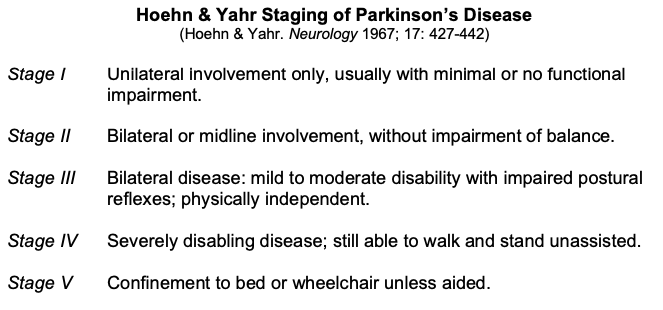 Hoehn & Yahr Staging of Parkinson’s Disease
(Hoehn & Yahr. Neurology 1967; 17: 427-442)
Stage I Unilateral involvement only, usually with minimal or no functional
impairment.
Stage II Bilateral or midline involvement, without impairment of balance.
Stage III Bilateral disease: mild to moderate disability with impaired postural
reflexes; physically independent.
Stage IV Severely disabling disease; still able to walk and stand unassisted.
Stage V Confinement to bed or wheelchair unless aided.